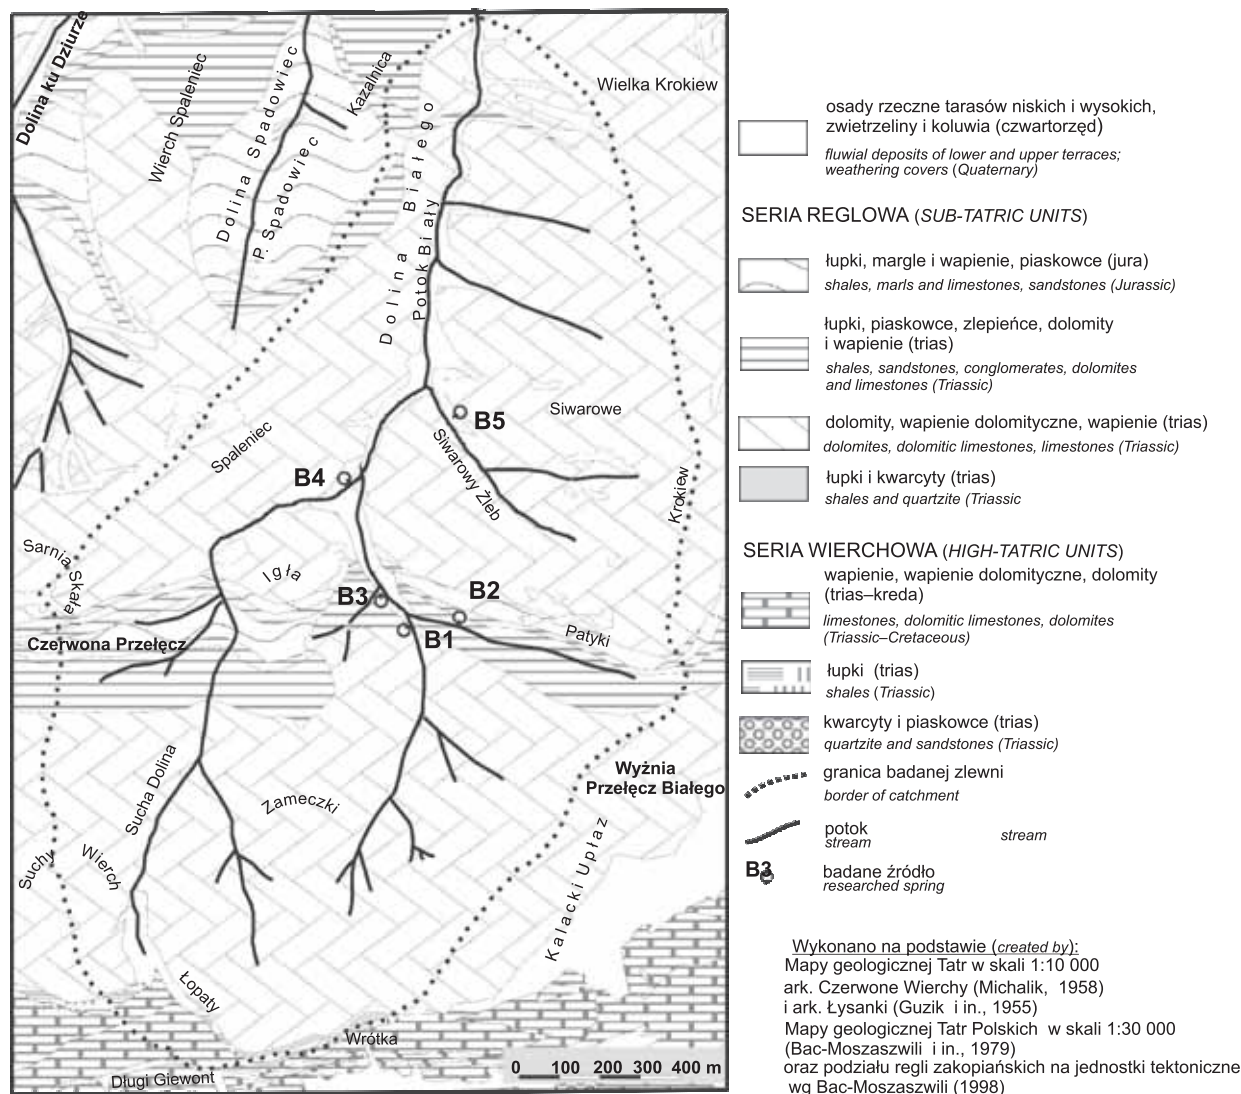 Dolina ku Dziurze
Wierch Spaleniec
Dolina Spadowiec
P. Spadowiec
Kazalnica
Dolina Białego
Potok Biały
Wielka Krokiew
Spaleniec
B5
Siwarowe
B4
Siwarowy Żleb
Krokiew
Sarnia Skała
Igła
B3
B2
B1
Patyki
Czerwona Przełęcz
Sucha Dolina
Zameczki
Wyżnia
Przełęcz Białego
Suchy Wierch
Kalacki Upłaz
Łopaty
Wrótka
Długi Giewont
0 100 200 300 400 m
osady rzeczne tarasów niskich i wysokich,
zwietrzeliny i koluwia (czwartorzęd)
fluvial deposits of lower and upper terraces;
weathering covers (Quaternary)
SERIA REGLOWA (SUB-TATRIC UNITS)
łupki, margle i wapienie, piaskowce (jura)
shales, marls and limestones, sandstones (Jurassic)
łupki, piaskowce, zlepieńce, dolomity
i wapienie (trias)
shales, sandstones, conglomerates, dolomites
and limestones (Triassic)
dolomity, wapienie dolomityczne, wapienie (trias)
dolomites, dolomitic limestones, limestones (Triassic)
łupki i kwarcyty (trias)
shales and quartzite (Triassic
SERIA WIERCHOWA (HIGH-TATRIC UNITS)
wapienie, wapienie dolomityczne, dolomity
(trias–kreda)
limestones, dolomitic limestones, dolomites
(Triassic–Cretaceous)
łupki (trias)
shales (Triassic)
kwarcyty i piaskowce (trias)
quartzite and sandstones (Triassic)
granica badanej zlewni
border of catchment
potok
stream
stream
B3
badane źródło
researched spring
Wykonano na podstawie (created by):
Mapy geologicznej Tatr w skali 1:10 000
ark. Czerwone Wierchy (Michalik, 1958)
i ark. Łysanki (Guzik i in., 1955)
Mapy geologicznej Tatr Polskich w skali 1:30 000
(Bac-Moszaszwili i in., 1979)
oraz podziału regli zakopiańskich na jednostki tektoniczne
wg Bac-Moszaszwili (1998)